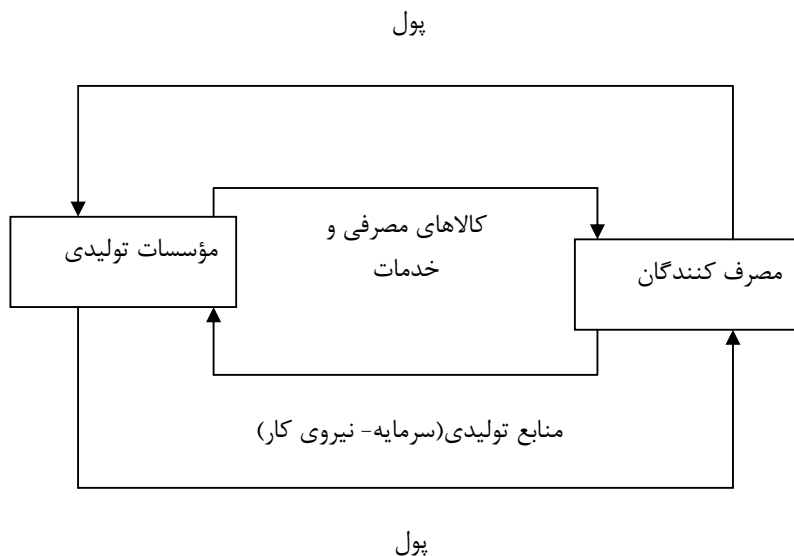 پول
کالاهای مصرفی و
خدمات
مؤسسات تولیدی
مصرف کنندگان
منابع تولیدی(سرمایه- نیروی کار)
پول